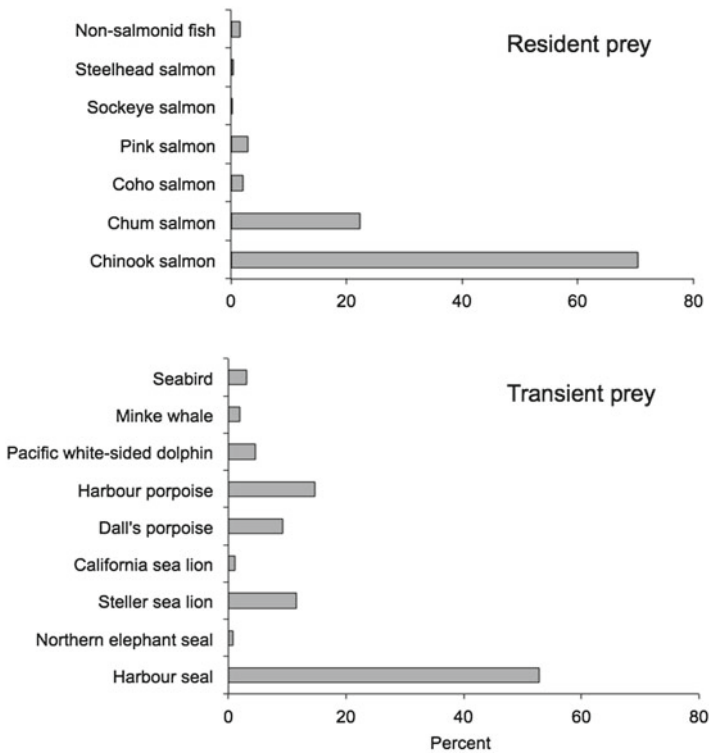 Resident prey
Non-salmonid fish
Steelhead salmon
Sockeye salmon
Pink salmon
Coho salmon
Chum salmon
Chinook salmon
0 20 40 60 80
Transient prey
Seabird
Minke whale
Pacific white-sided dolphin
Harbour porpoise
Dall's porpoise
California sea lion
Steller sea lion
Northern elephant seal
Harbour seal
0 20 40 60 80
Percent